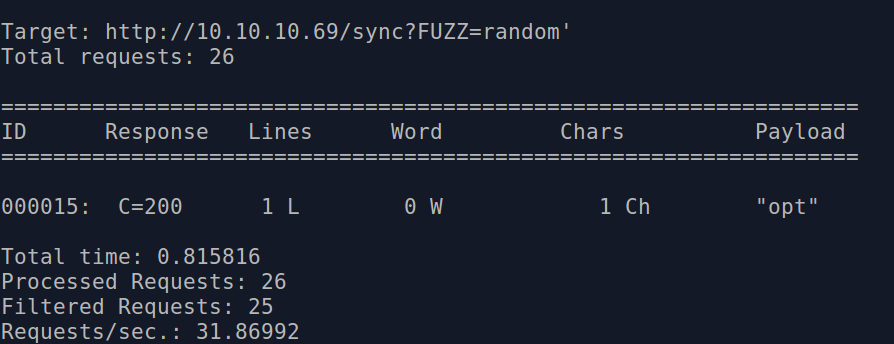 Target: http://10.10.10.69/sync?FUZZ=random'
Total requests: 26
==================================================================
ID      Response   Lines      Word         Chars          Payload
==================================================================
000015:  C=200      1 L        0 W            1 Ch        "opt"
Total time: 0.815816
Processed Requests: 26
Filtered Requests: 25
Requests/sec.: 31.86992